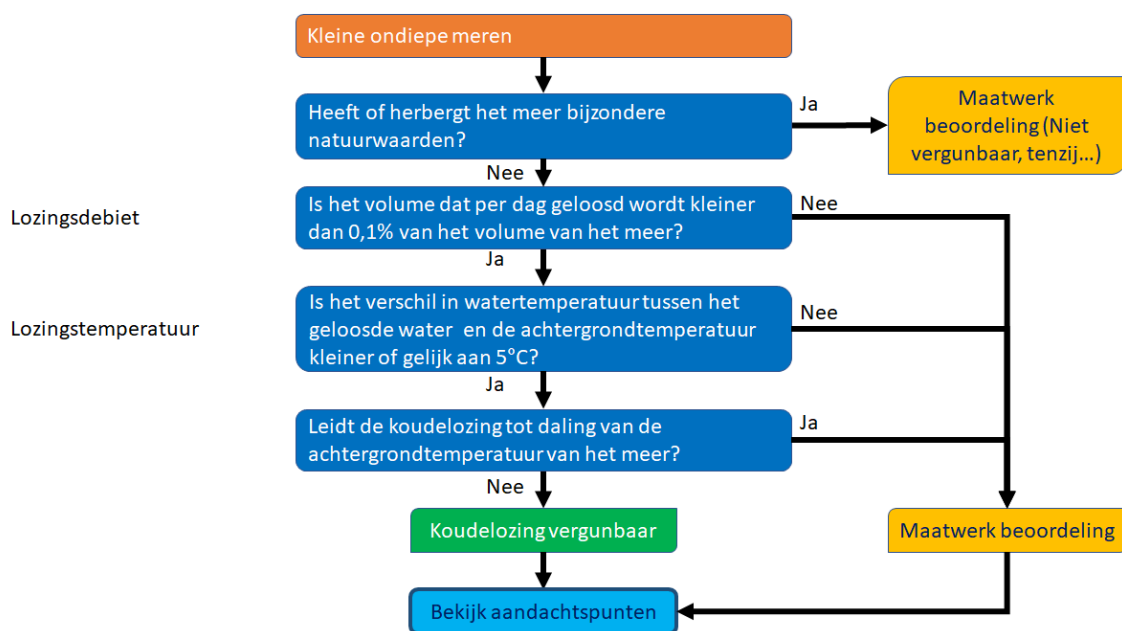 Kleine ondiepe meren
Heeft of herbergt het meer bijzondere
natuurwaarden?
Ja
Maatwerk
beoordeling (Niet
vergunbaar, tenzij...)
Nee
Lozingsdebiet
Is het volume dat per dag geloosd wordt kleiner
dan 0,1% van het volume van het meer?
Nee
Ja
Lozingstemperatuur
Is het verschil in watertemperatuur tussen het
geloosde water en de achtergrondtemperatuur
kleiner of gelijk aan 5°C?
Nee
Ja
Leidt de koudelozing tot daling van de
achtergrondtemperatuur van het meer?
Ja
Nee
Koudelozing vergunbaar
Maatwerk beoordeling
Bekijk aandachtspunten